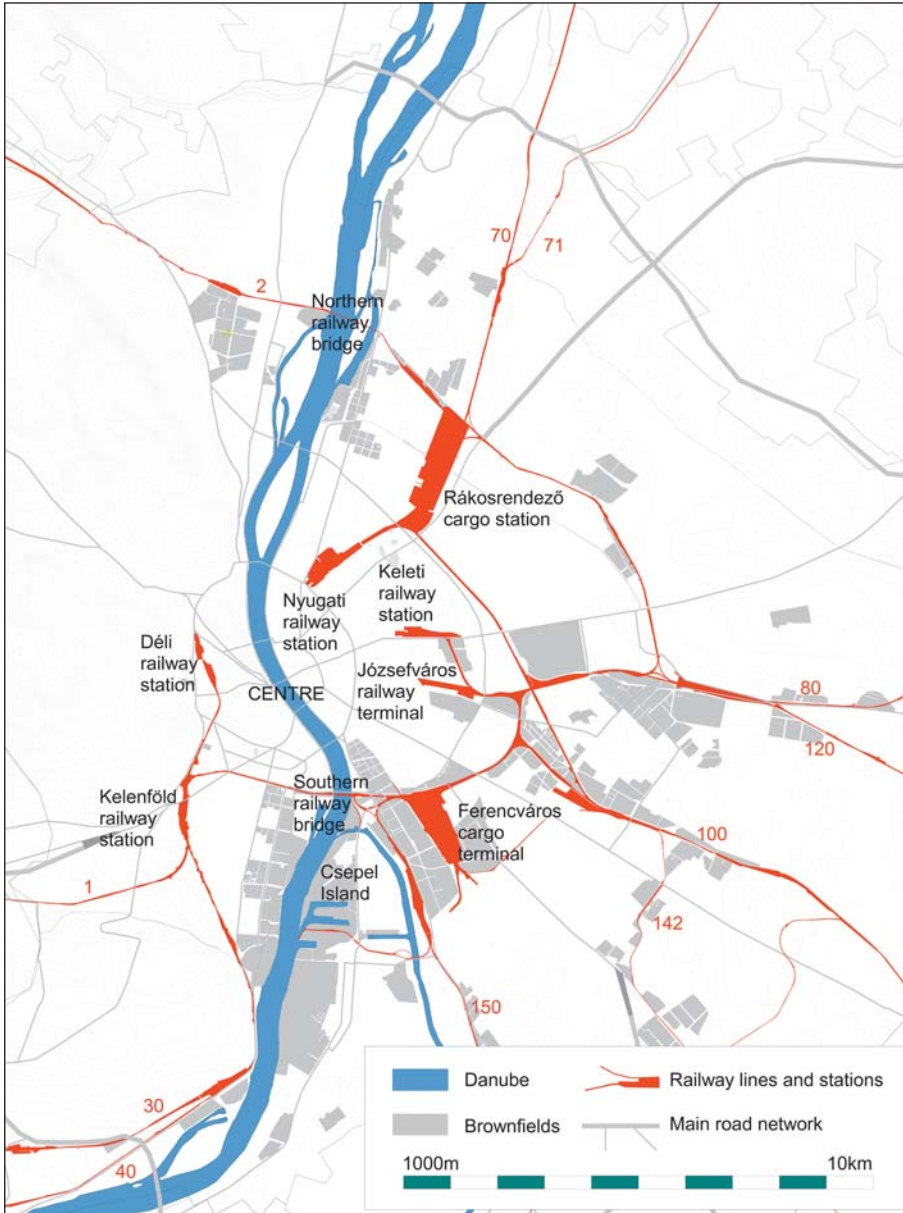 70
71
2
Northern
railway
bridge
Rákosrendező
cargo station
Keleti
railway
station
Nyugati
railway
station
Déli
railway
station
Józsefváros
railway
terminal
CENTRE
80
120
Southern
railway
bridge
Kelenföld
railway
station
Ferencváros
cargo
terminal
100
Csepel
Island
1
142
150
30
40
Danube
Railway lines and stations
Brownfields
Main road network
1000m
10km